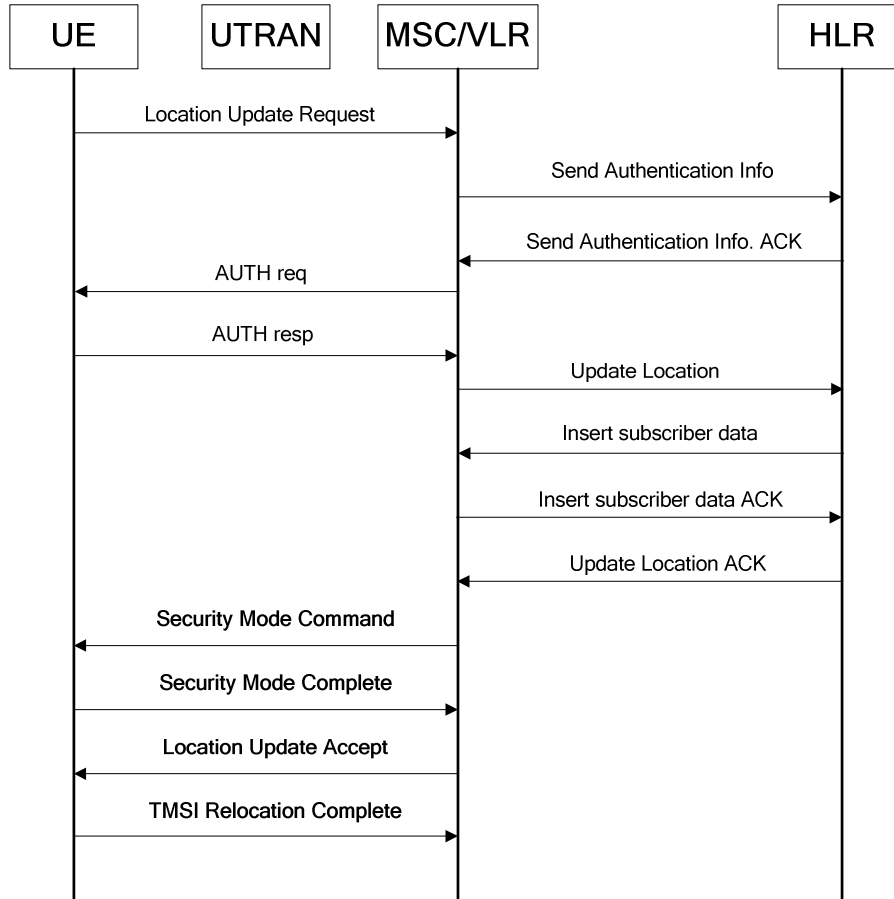 UE
UTRAN
MSC/VLR
HLR
Location Update Request
Send Authentication Info
Send Authentication Info. ACK
AUTH req
AUTH resp
Update Location
Insert subscriber data
Insert subscriber data ACK
Update Location ACK
Security Mode Command
Security Mode Complete
Location Update Accept
TMSI Relocation Complete